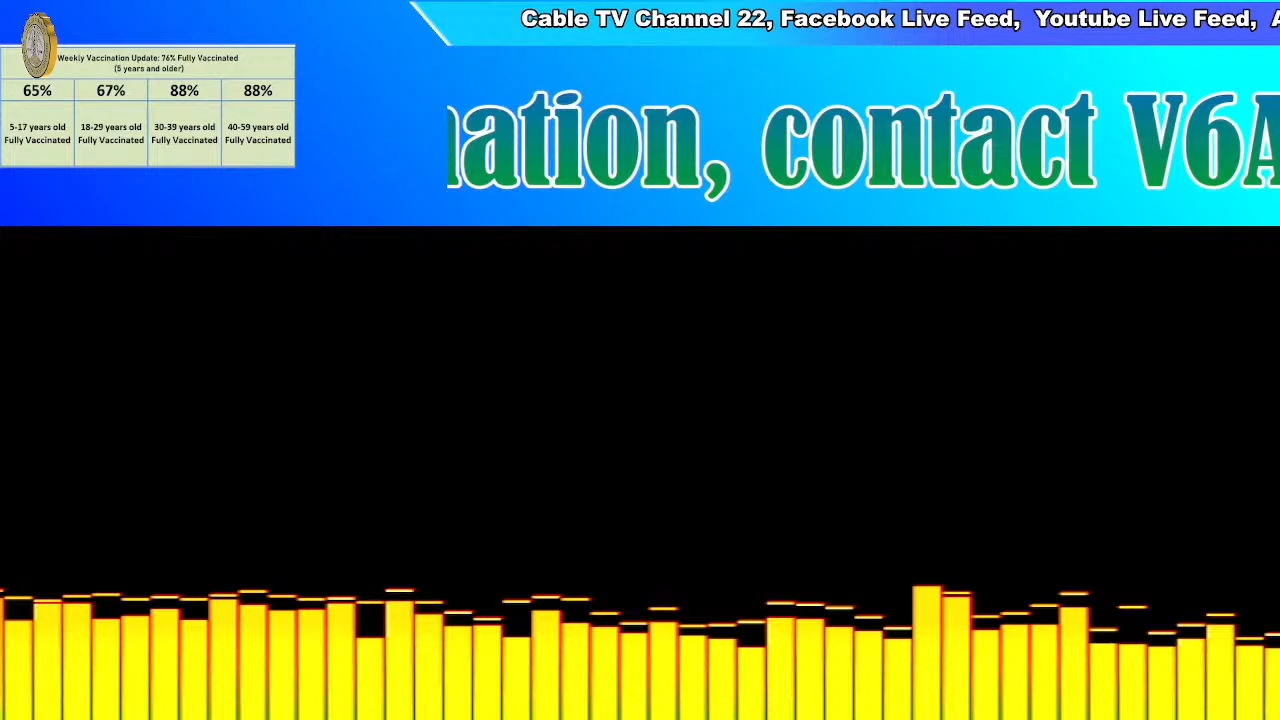 Cable TV Channel 22, Facebook Live Feed, Youtube Live Feed,
Weekly Vaccination Update: 76% Fully Vaccinated
(5 years and older)
65% 67% 88% 88%
5-17 years old 18-29 years old 30-39 years old 40-59 years old
Fully Vaccinated Fully Vaccinated Fully Vaccinated Fully Vaccinated
ation, contact V6A